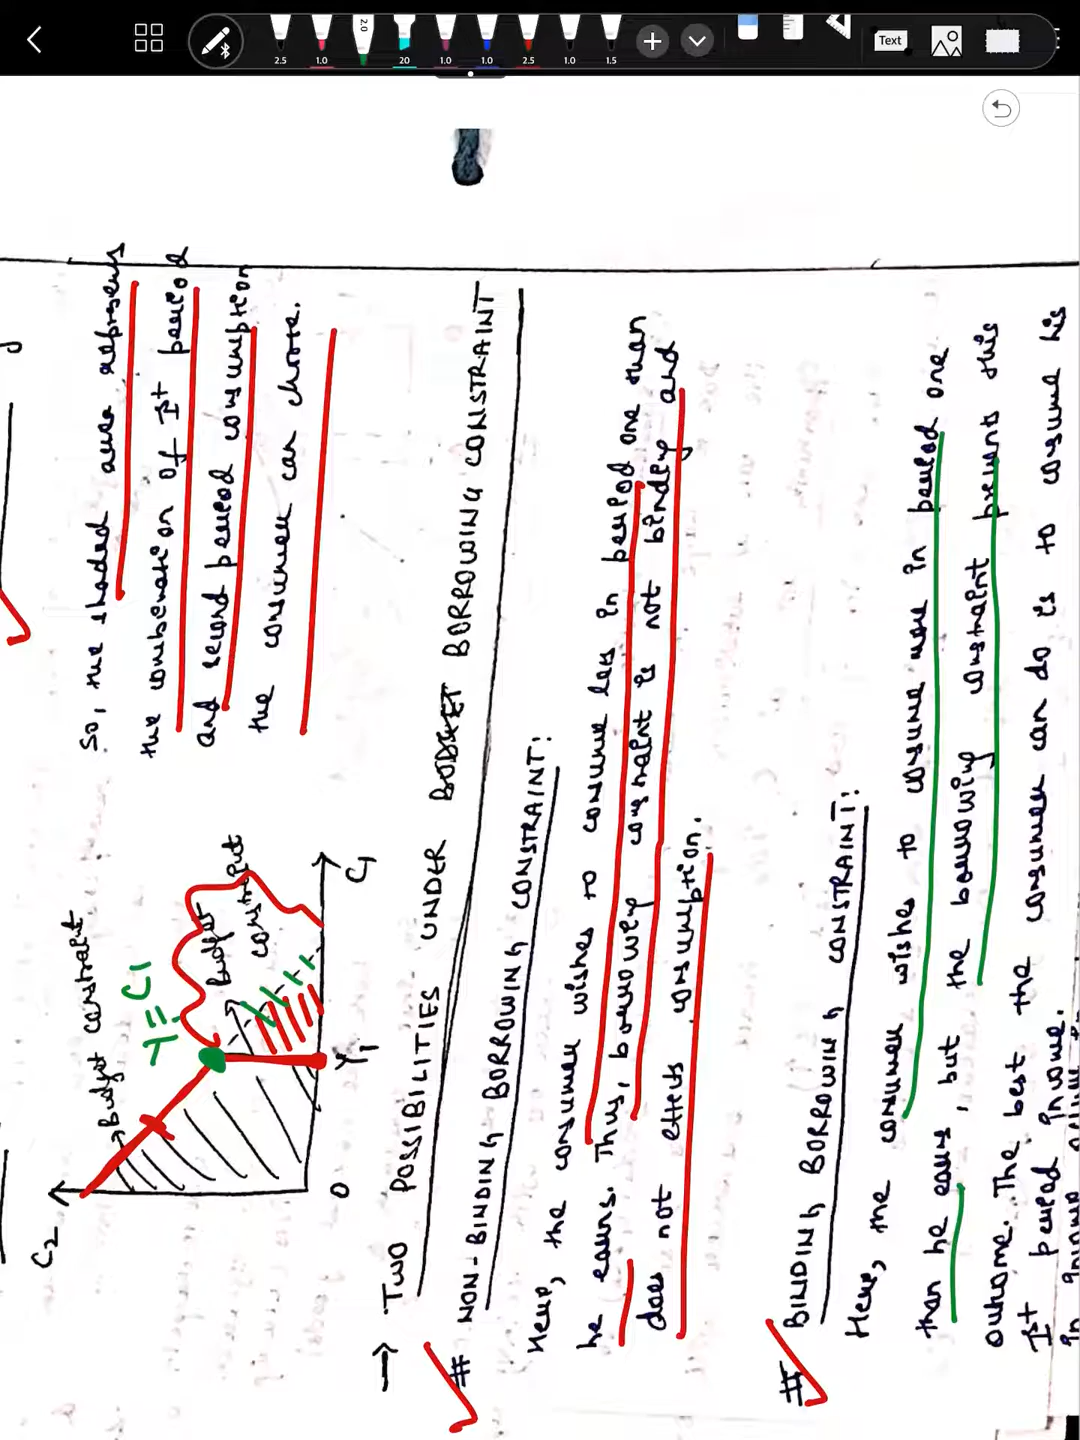 2.5 1.0 2.0 20 1.0 1.0 2.5 1.0 1.5 Text
So, the shaded area represents
the combination of Ist period
and second period consumption
the consumer can choose.
C2
Budget constraint
Y=C1
Budget
constraint
O
Y1
C1
→ TWO POSSIBILITIES UNDER BORROWING CONSTRAINT
# NON-BINDING BORROWING CONSTRAINT:
Here, the consumer wishes to consume less in period one than
he earns. Thus, borrowing constraint is not binding and
does not effects consumption.
# BINDING BORROWING CONSTRAINT:
Here, the consumer wishes to consume more in period one
than he earns, but the borrowing constraint prevents this
outcome. The best the consumer can do is to consume his
Ist period income.